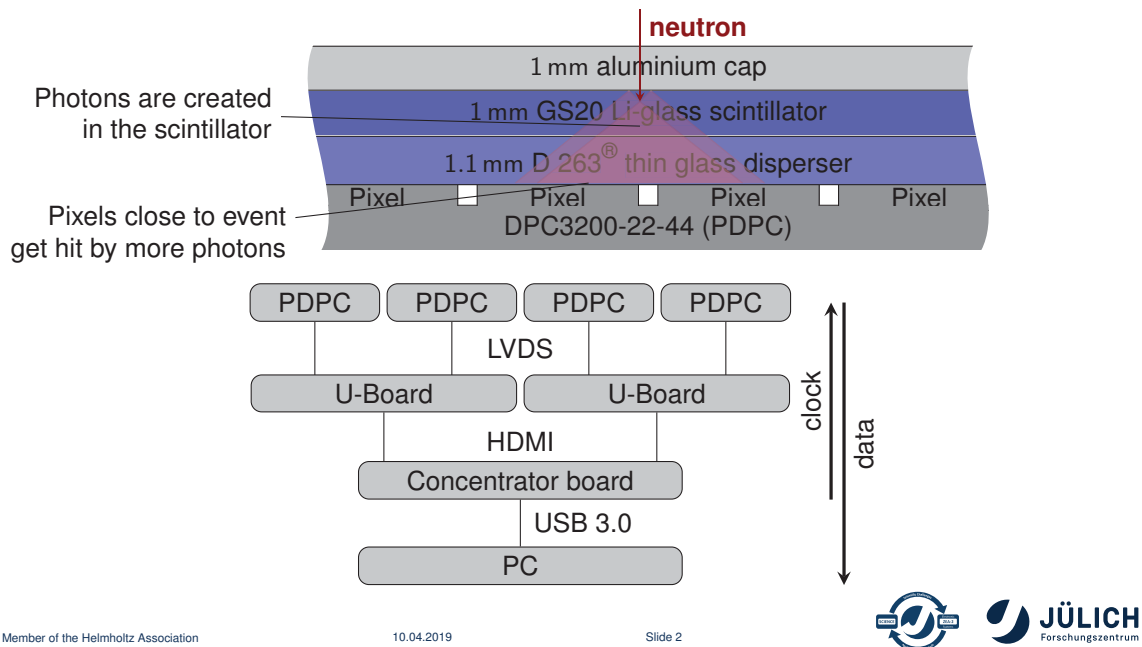 neutron
1 mm aluminium cap
Photons are created
in the scintillator
1 mm GS20 Li-glass scintillator
1.1 mm D 263® thin glass disperser
Pixel Pixel Pixel Pixel
Pixels close to event
get hit by more photons
DPC3200-22-44 (PDPC)
PDPC PDPC PDPC PDPC
LVDS
U-Board U-Board
clock
data
HDMI
Concentrator board
USB 3.0
PC
Member of the Helmholtz Association 10.04.2019 Slide 2
SCIENCE ZEA-2
JÜLICH
Forschungszentrum